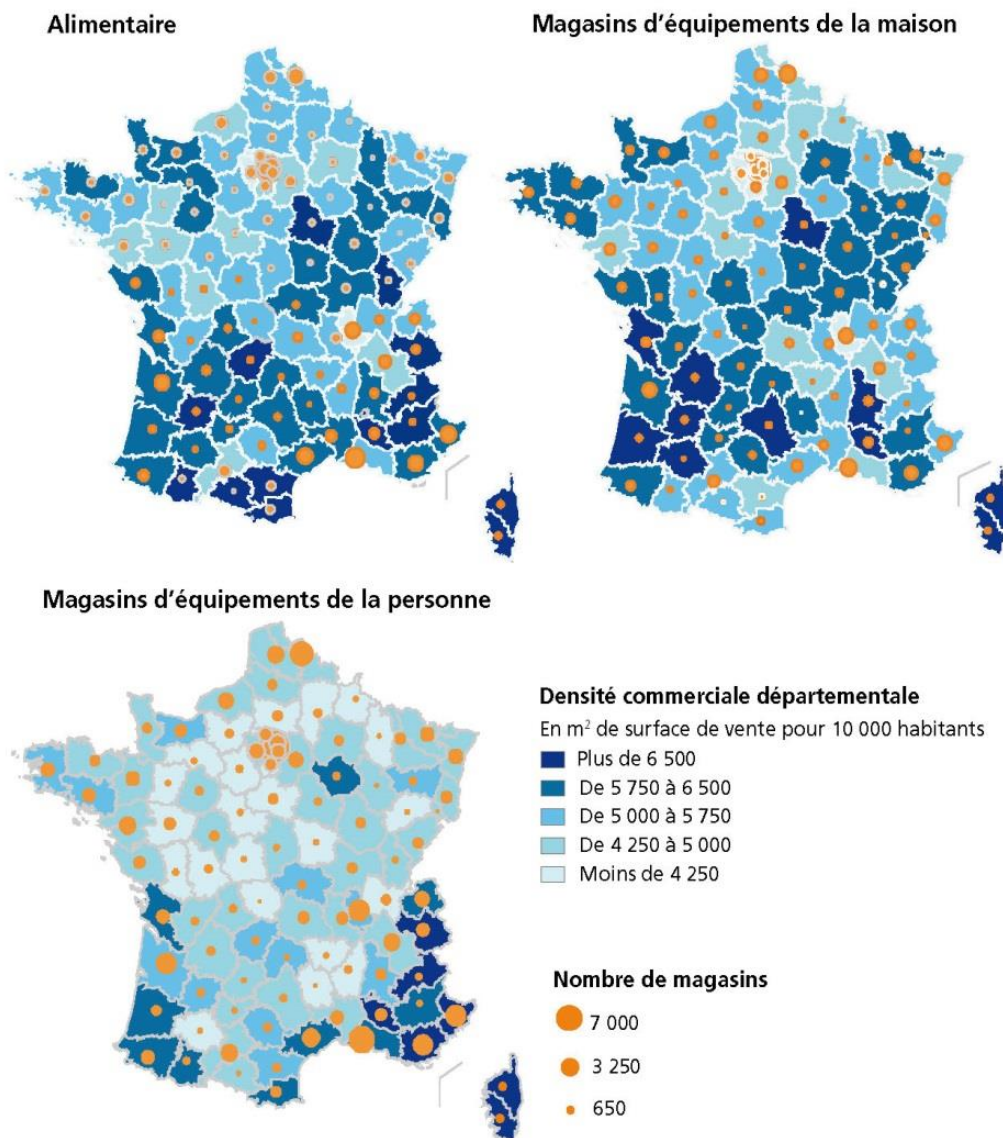 Alimentaire
Magasins d’équipements de la maison
Magasins d’équipements de la personne
Densité commerciale départementale
En m² de surface de vente pour 10 000 habitants
Plus de 6 500
De 5 750 à 6 500
De 5 000 à 5 750
De 4 250 à 5 000
Moins de 4 250
Nombre de magasins
7 000
3 250
650